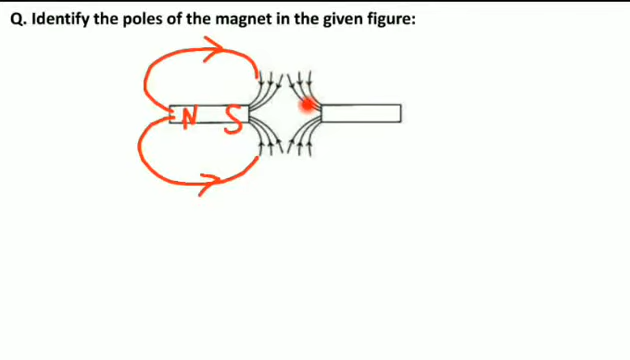 Q. Identify the poles of the magnet in the given figure:
N S